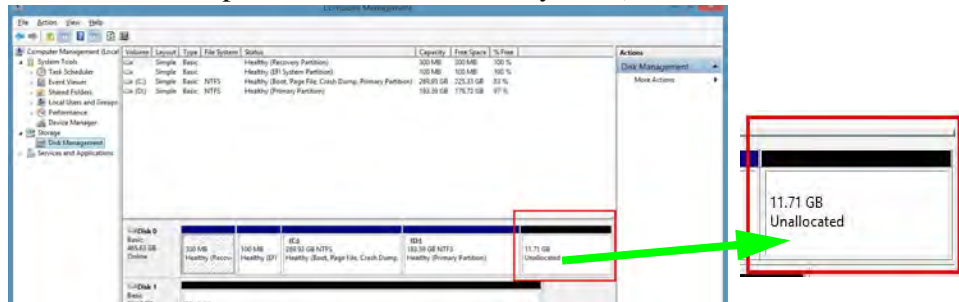 Computer Management
File Action View Help
Computer Management (Local
System Tools
Task Scheduler
Event Viewer
Shared Folders
Local Users and Groups
Performance
Device Manager
Storage
Disk Management
Services and Applications
Volume Layout Type File System Status Capacity Free Space % Free
Simple Basic Healthy (Recovery Partition) 300 MB 300 MB 100 %
Simple Basic Healthy (EFI System Partition) 100 MB 100 MB 100 %
(C:) Simple Basic NTFS Healthy (Boot, Page File, Crash Dump, Primary Partition)
(D:) Simple Basic NTFS Healthy (Primary Partition)
Actions
Disk Management
More Actions
Disk 0
Basic
Online
300 MB
Healthy (Recov
100 MB
Healthy (EFI
(C:)
Healthy (Boot, Page File, Crash Dump,
(D:)
Healthy (Primary Partition)
11.71 GB
Unallocated
Disk 1
Basic
11.71 GB
Unallocated